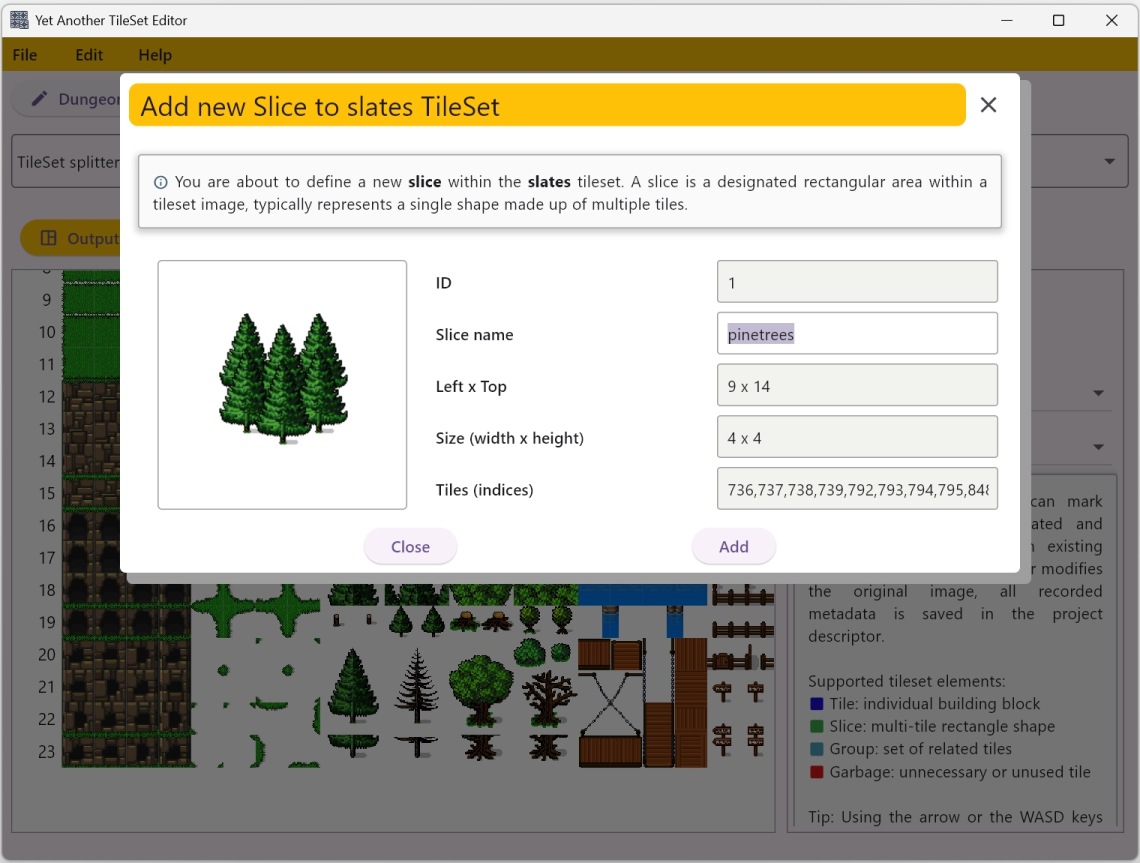 Yet Another TileSet Editor
File Edit Help
Dungeo
TileSet splitter
Output
Add new Slice to slates TileSet
You are about to define a new slice within the slates tileset. A slice is a designated rectangular area within a
tileset image, typically represents a single shape made up of multiple tiles.
ID
1
Slice name
pinetrees
Left x Top
9 x 14
Size (width x height)
4 x 4
Tiles (indices)
736,737,738,739,792,793,794,795,848
Close
Add
9
10
11
12
13
14
15
16
17
18
19
20
21
22
23
can mark
ated and
existing
r modifies
the original image, all recorded
metadata is saved in the project
descriptor.
Supported tileset elements:
Tile: individual building block
Slice: multi-tile rectangle shape
Group: set of related tiles
Garbage: unnecessary or unused tile
Tip: Using the arrow or the WASD keys